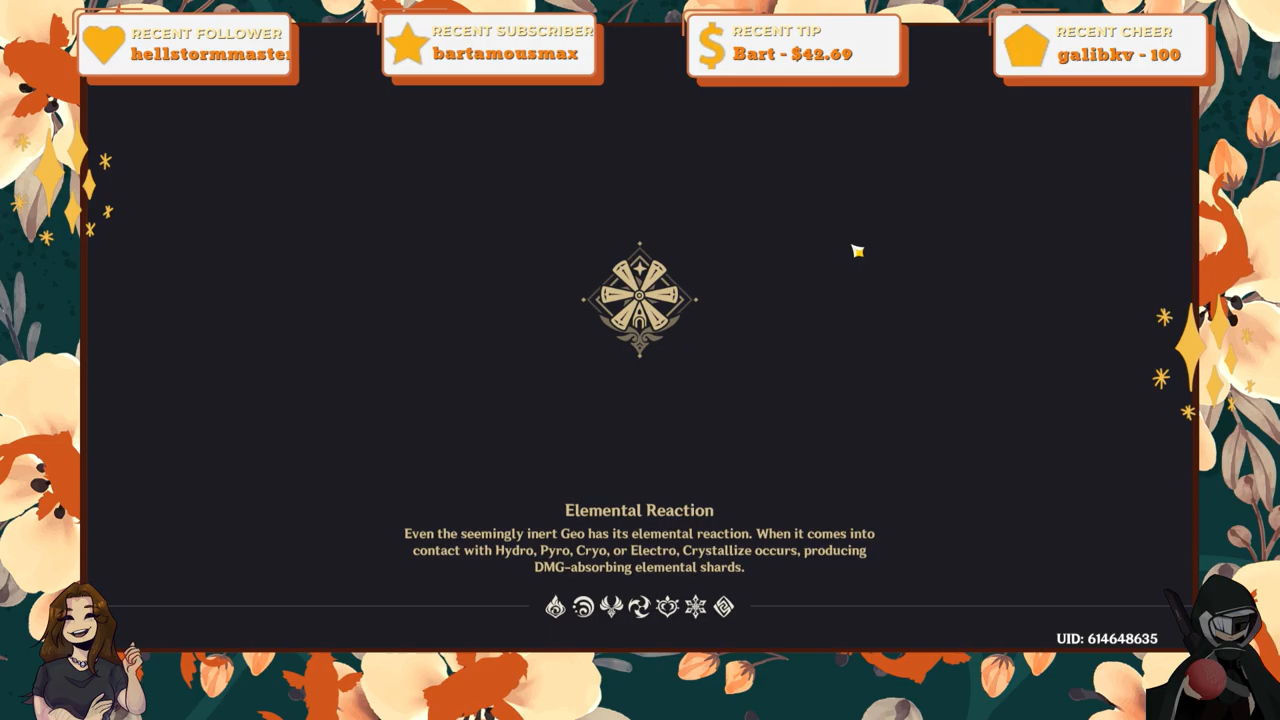 RECENT FOLLOWER
hellstormmaster
RECENT SUBSCRIBER
bartamousmax
RECENT TIP
Bart - $42.69
RECENT CHEER
galibkv - 100
Elemental Reaction
Even the seemingly inert Geo has its elemental reaction. When it comes into
contact with Hydro, Pyro, Cryo, or Electro, Crystallize occurs, producing
DMG-absorbing elemental shards.
UID: 614648635